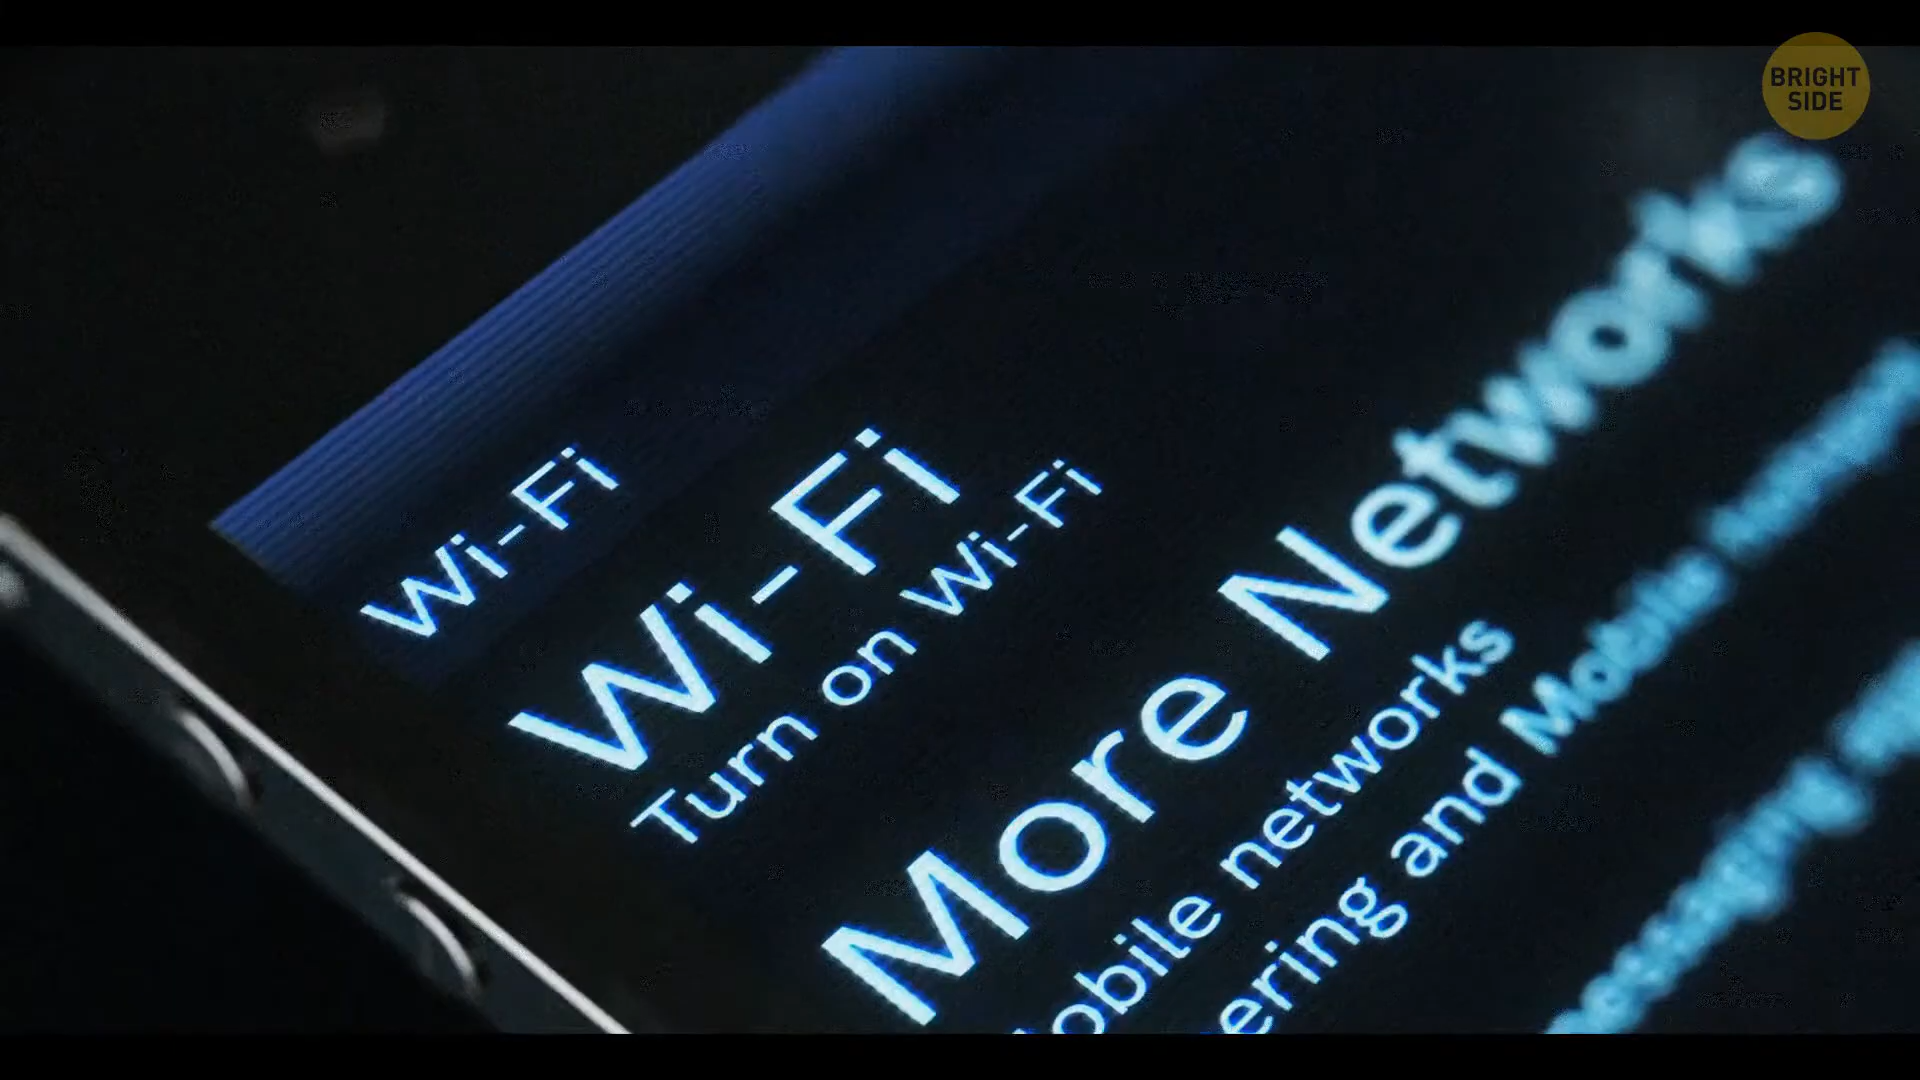 BRIGHT
SIDE
Wi-Fi
Wi-Fi
Turn on Wi-Fi
More Networks
obile networks
ering and Mobile